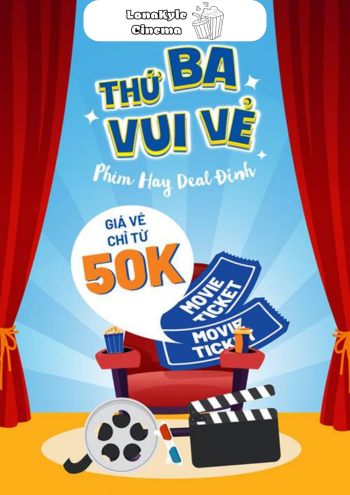 LonaKyle
Cinema
THỨ BA
VUI VẺ
Phim Hay Deal Đỉnh
GIÁ VÉ
CHỈ TỪ
50K
MOVIE
TICKET
MOVIE
TICKET